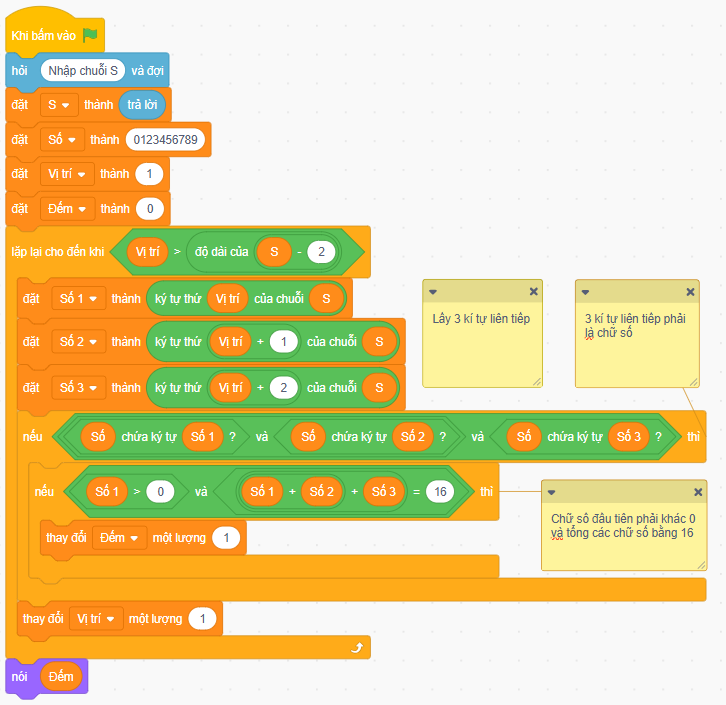 Khi bấm vào
hỏi Nhập chuỗi S và đợi
đặt S thành trả lời
đặt Số thành 0123456789
đặt Vị trí thành 1
đặt Đếm thành 0
lặp lại cho đến khi Vị trí > độ dài của S - 2
đặt Số 1 thành ký tự thứ Vị trí của chuỗi S
đặt Số 2 thành ký tự thứ Vị trí + 1 của chuỗi S
đặt Số 3 thành ký tự thứ Vị trí + 2 của chuỗi S
Lấy 3 kí tự liên tiếp
3 kí tự liên tiếp phải
là chữ số
nếu Số chứa ký tự Số 1 ? và Số chứa ký tự Số 2 ? và Số chứa ký tự Số 3 ? thì
nếu Số 1 > 0 và Số 1 + Số 2 + Số 3 = 16 thì
Chữ số đầu tiên phải khác 0
và tổng các chữ số bằng 16
thay đổi Đếm một lượng 1
thay đổi Vị trí một lượng 1
nói Đếm